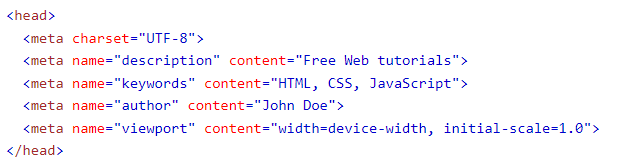 <head>
  <meta charset="UTF-8">
  <meta name="description" content="Free Web tutorials">
  <meta name="keywords" content="HTML, CSS, JavaScript">
  <meta name="author" content="John Doe">
  <meta name="viewport" content="width=device-width, initial-scale=1.0">
</head>